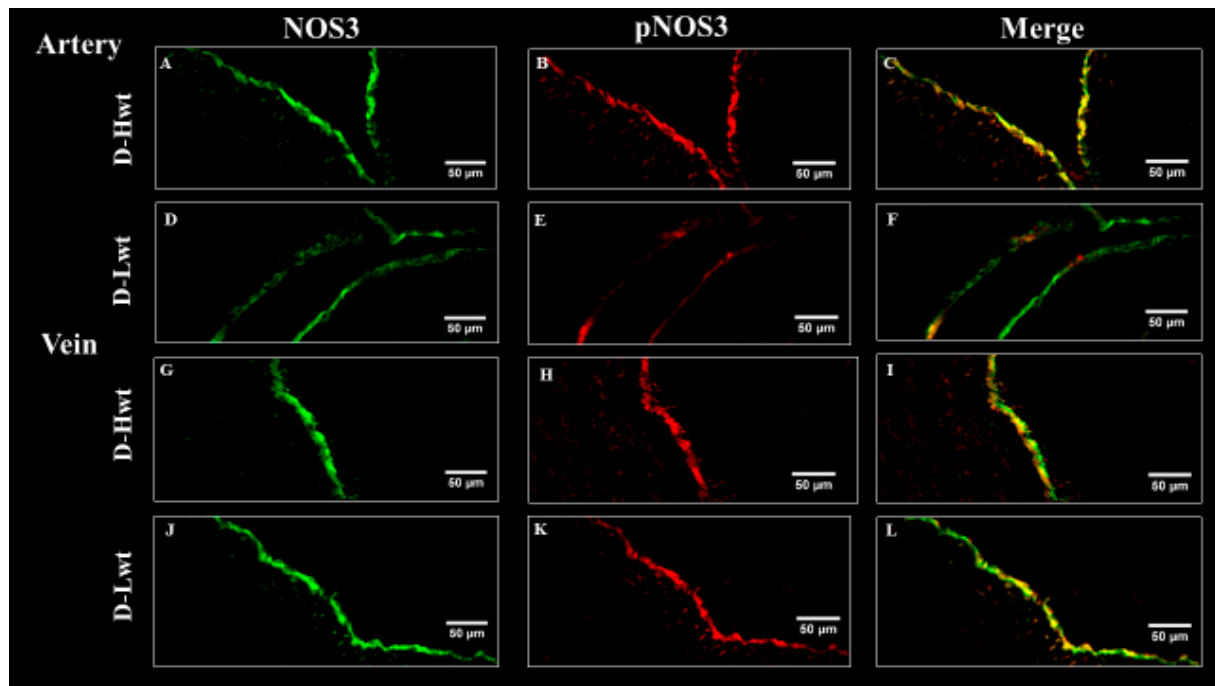 NOS3 pNOS3 Merge
Artery
D-Hwt
A 50 µm
B 50 µm
C 50 µm
D-Lwt
D 50 µm
E 50 µm
F 50 µm
Vein
D-Hwt
G 50 µm
H 50 µm
I 50 µm
D-Lwt
J 50 µm
K 50 µm
L 50 µm